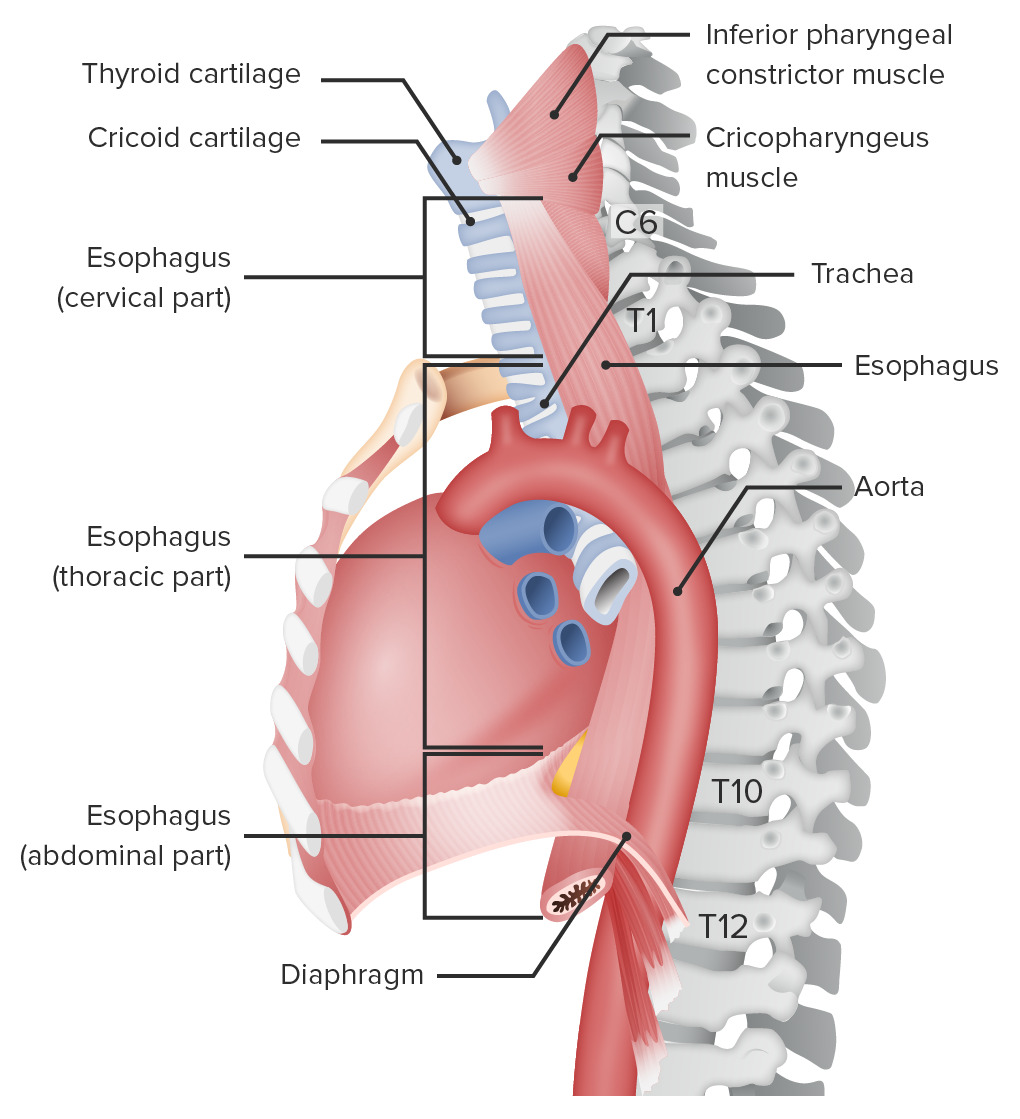 Inferior pharyngeal
constrictor muscle
Thyroid cartilage
Cricoid cartilage
Cricopharyngeus
muscle
C6
Esophagus
(cervical part)
Trachea
T1
Esophagus
Aorta
Esophagus
(thoracic part)
T10
Esophagus
(abdominal part)
T12
Diaphragm